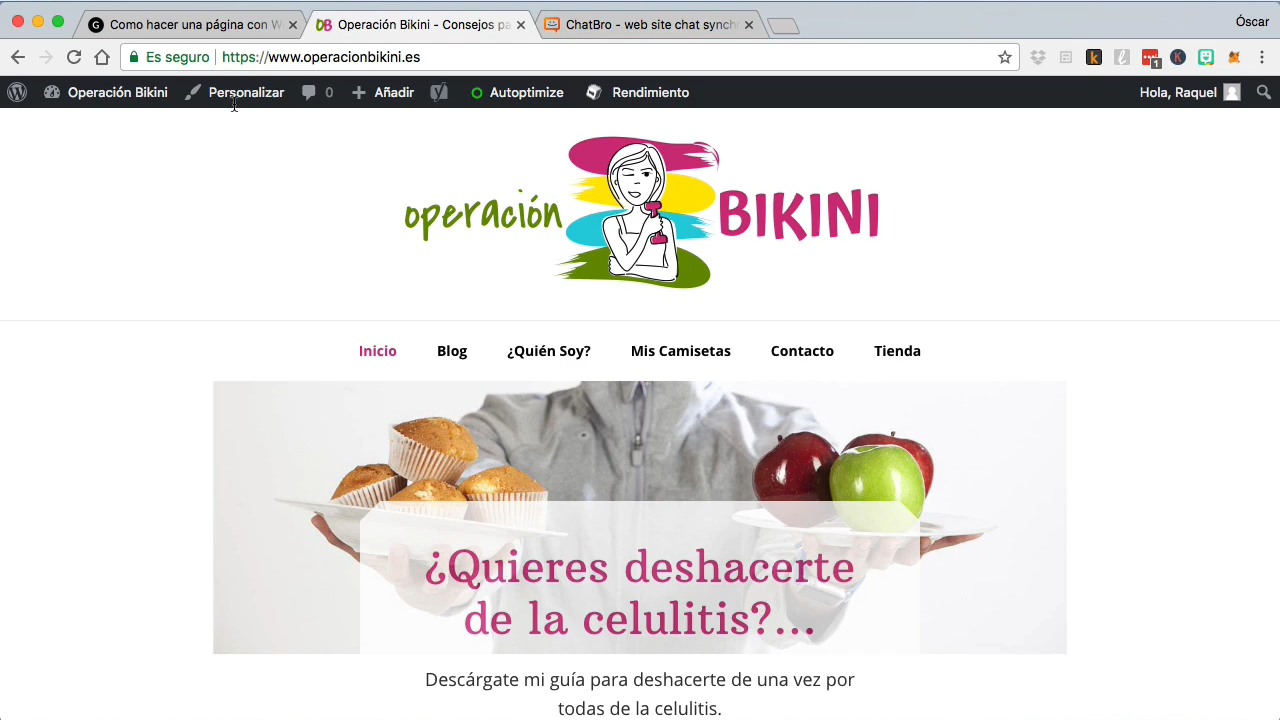 Como hacer una página con W
Operación Bikini - Consejos pa
ChatBro - web site chat synchr
Óscar
Es seguro
https://www.operacionbikini.es
1
Operación Bikini
Personalizar
0
Añadir
Autoptimize
Rendimiento
Hola, Raquel
operación
BIKINI
Inicio
Blog
¿Quién Soy?
Mis Camisetas
Contacto
Tienda
¿Quieres deshacerte
de la celulitis?...
Descárgate mi guía para deshacerte de una vez por
todas de la celulitis.